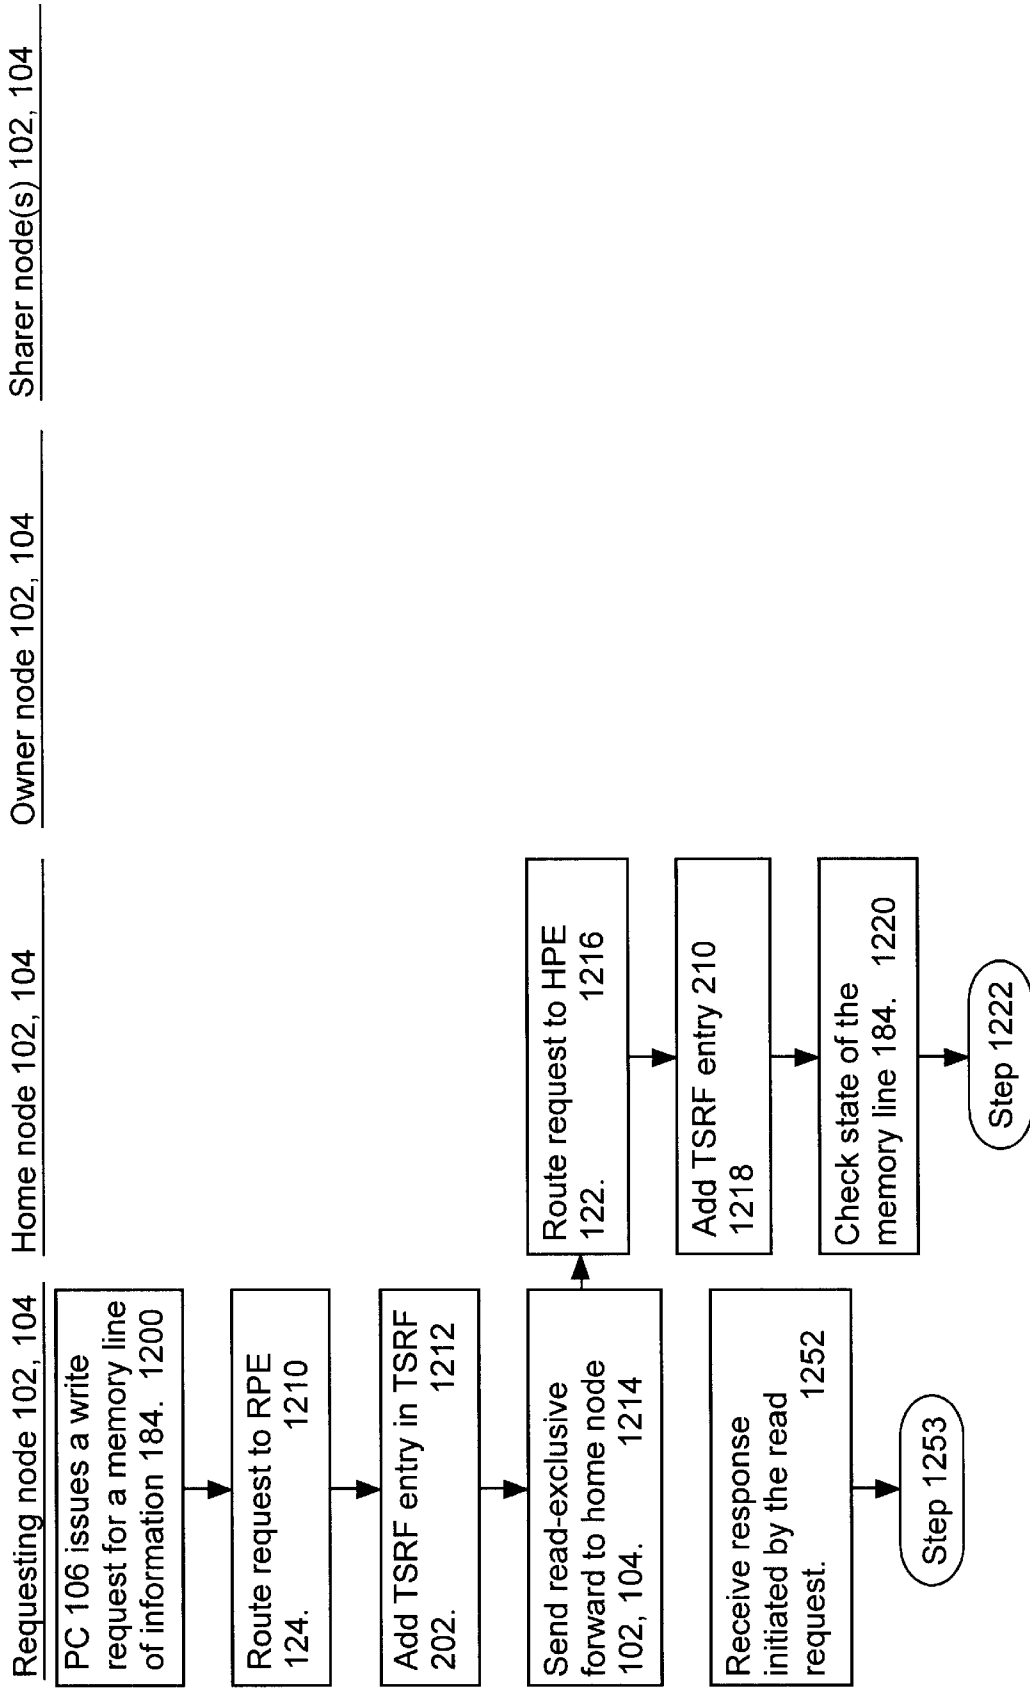 Requesting node 102, 104
Home node 102, 104
Owner node 102, 104
Sharer node(s) 102, 104
PC 106 issues a write
request for a memory line
of information 184. 1200
Route request to RPE
124. 1210
Add TSRF entry in TSRF
202. 1212
Send read-exclusive
forward to home node
102, 104. 1214
Route request to HPE
122. 1216
Add TSRF entry 210
1218
Check state of the
memory line 184. 1220
Step 1222
Receive response
initiated by the read
request. 1252
Step 1253